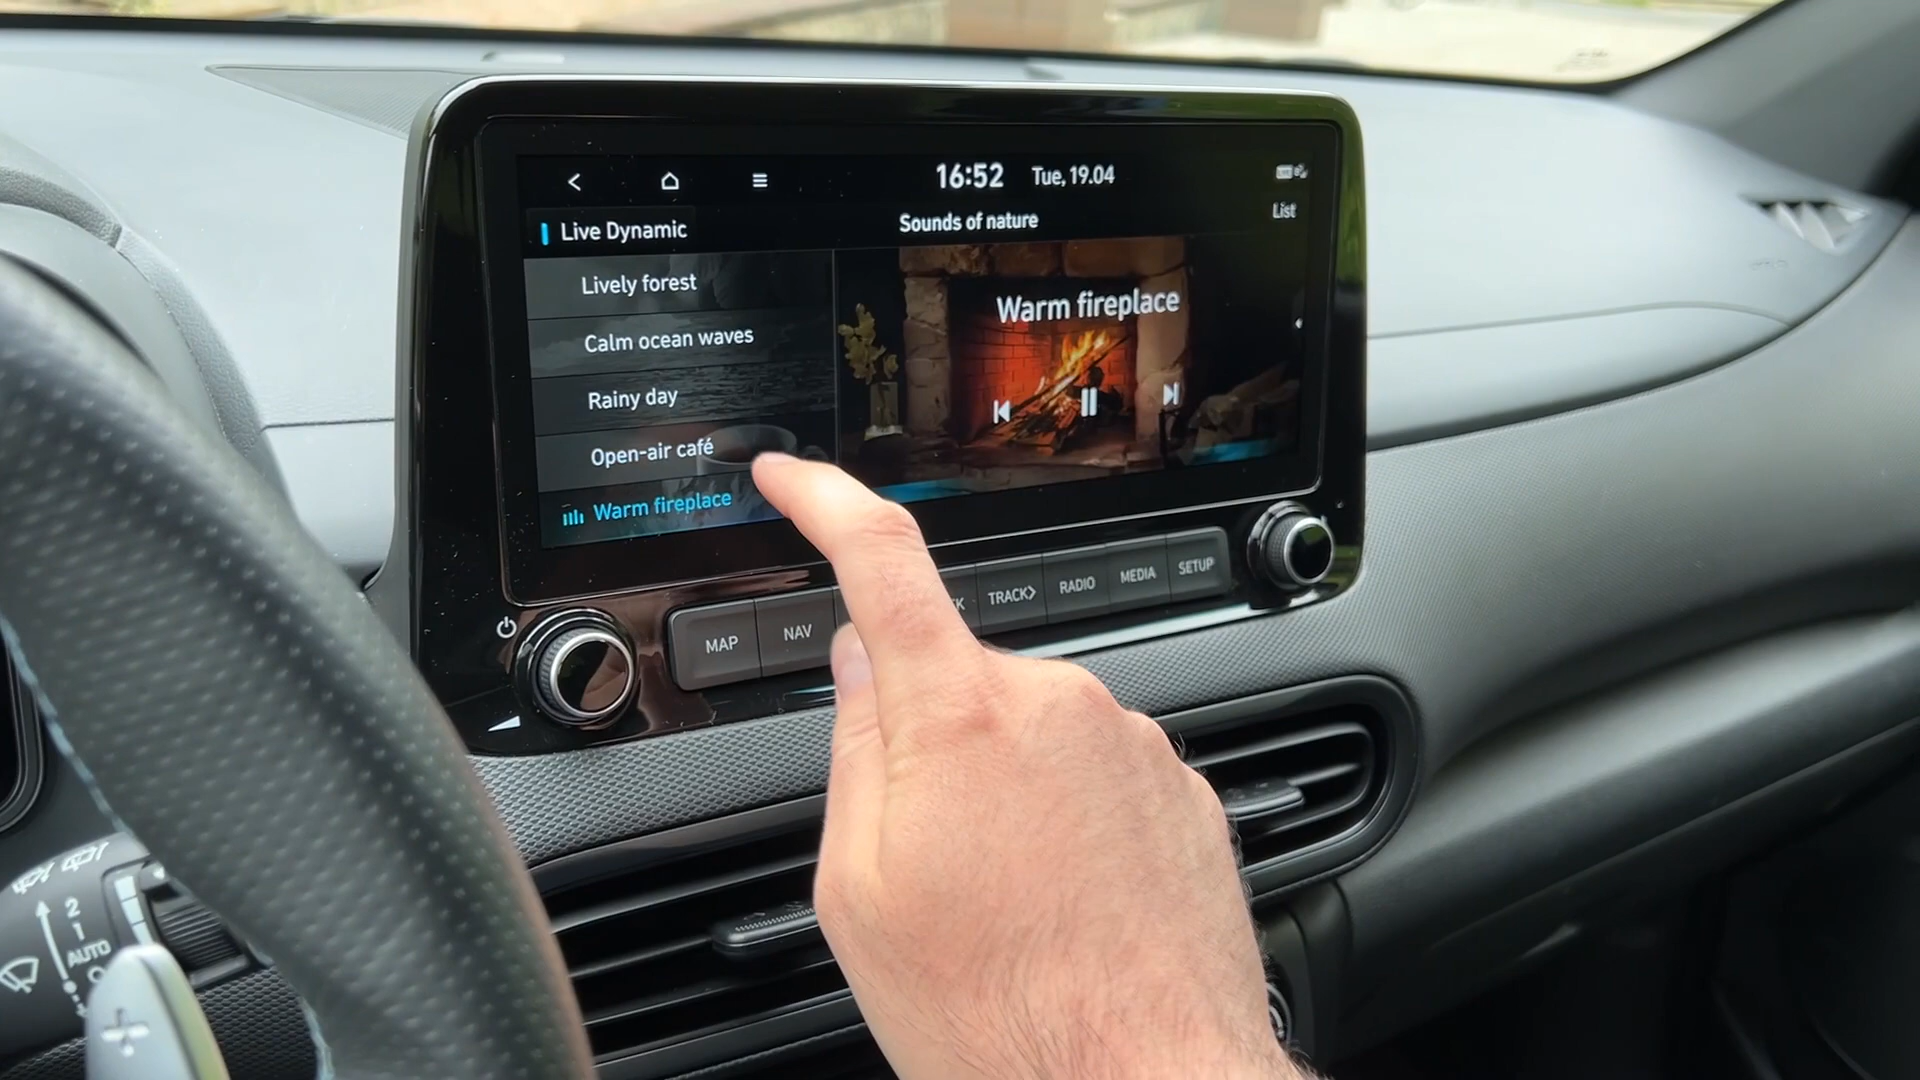 16:52 Tue, 19.04
Live Dynamic
Sounds of nature
List
Lively forest
Calm ocean waves
Rainy day
Open-air café
Warm fireplace
Warm fireplace
MAP
NAV
K
TRACK>
RADIO
MEDIA
SETUP
2
1
AUTO
O